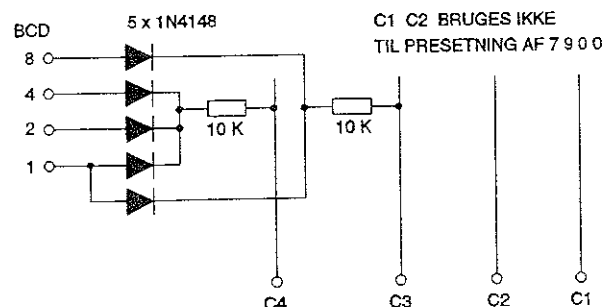 5 x 1N4148
C1 C2 BRUGES IKKE
TIL PRESETNING AF 7 9 0 0
BCD
8
4
2
1
10 K
10 K
C4
C3
C2
C1